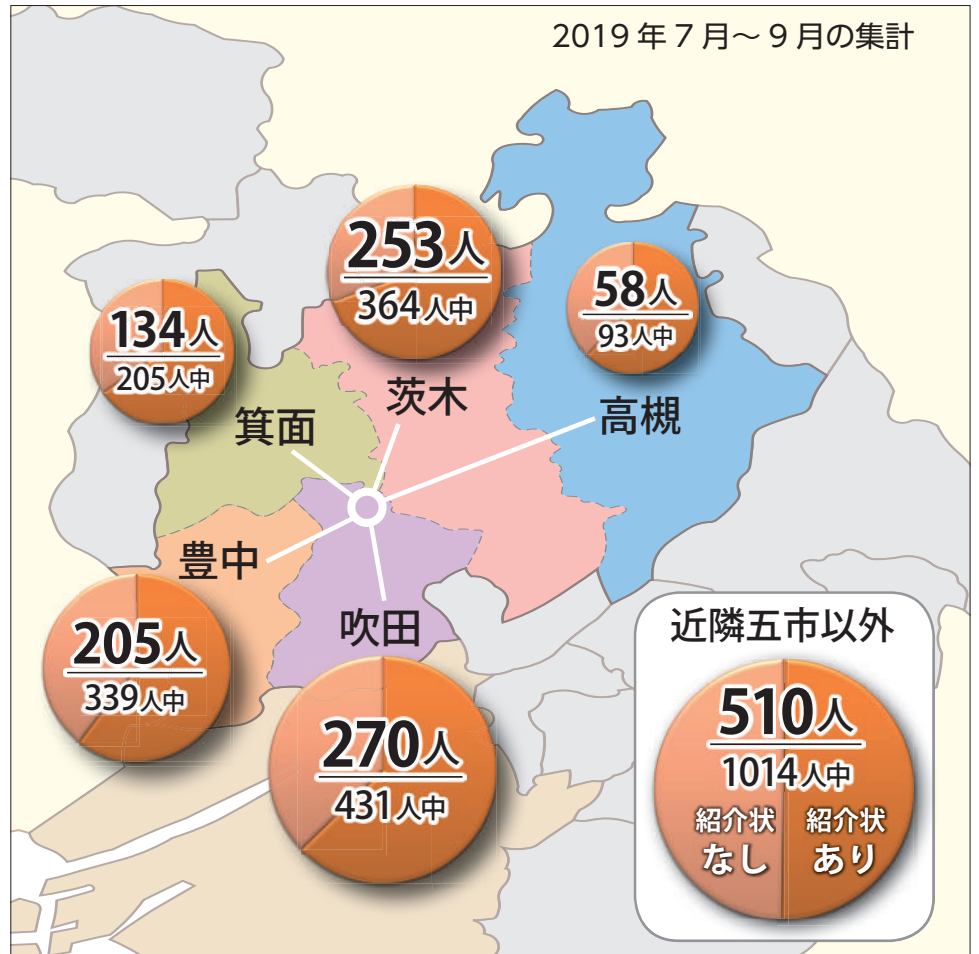 2019年7月～9月の集計
253人
364人中
58人
93人中
134人
205人中
茨木
高槻
箕面
豊中
吹田
205人
339人中
270人
431人中
近隣五市以外
510人
1014人中
紹介状
なし
紹介状
あり